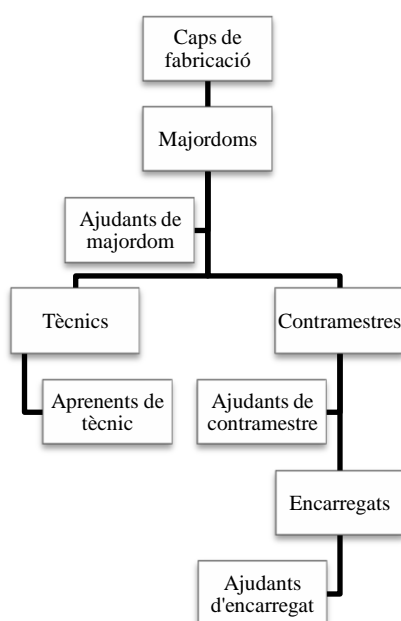 Caps de
fabricació
Majordoms
Ajudants de
majordom
Tècnics
Contramestres
Aprenents de
tècnic
Ajudants de
contramestre
Encarregats
Ajudants
d'encarregat